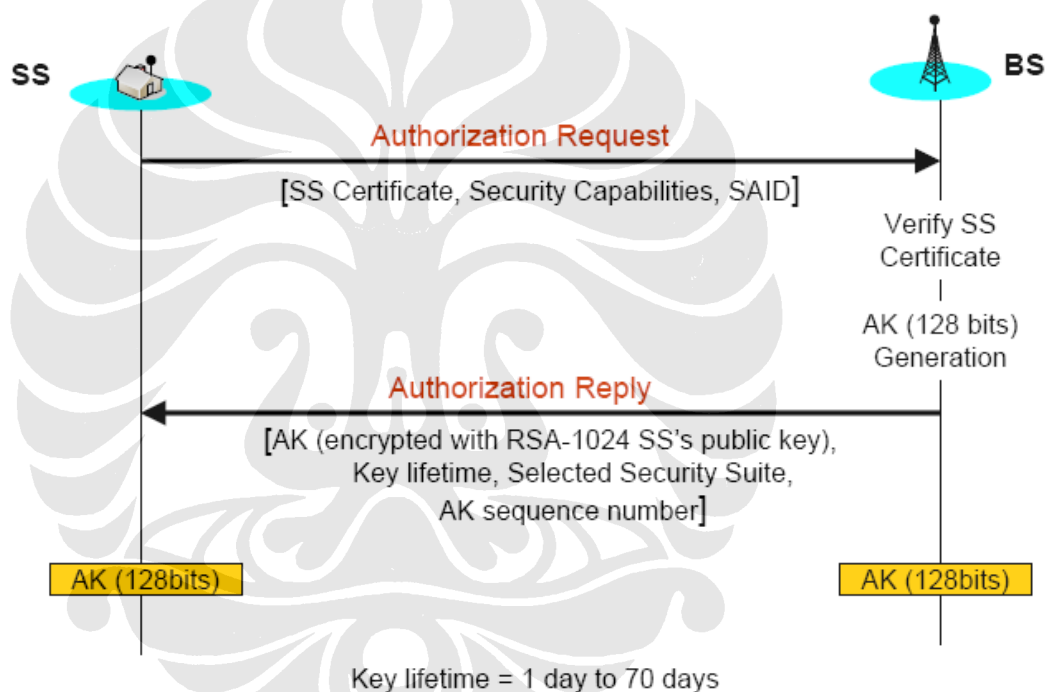 SS
BS
Authorization Request
[SS Certificate, Security Capabilities, SAID]
Verify SS
Certificate
AK (128 bits)
Generation
Authorization Reply
[AK (encrypted with RSA-1024 SS’s public key),
Key lifetime, Selected Security Suite,
AK sequence number]
AK (128bits)
AK (128bits)
Key lifetime = 1 day to 70 days